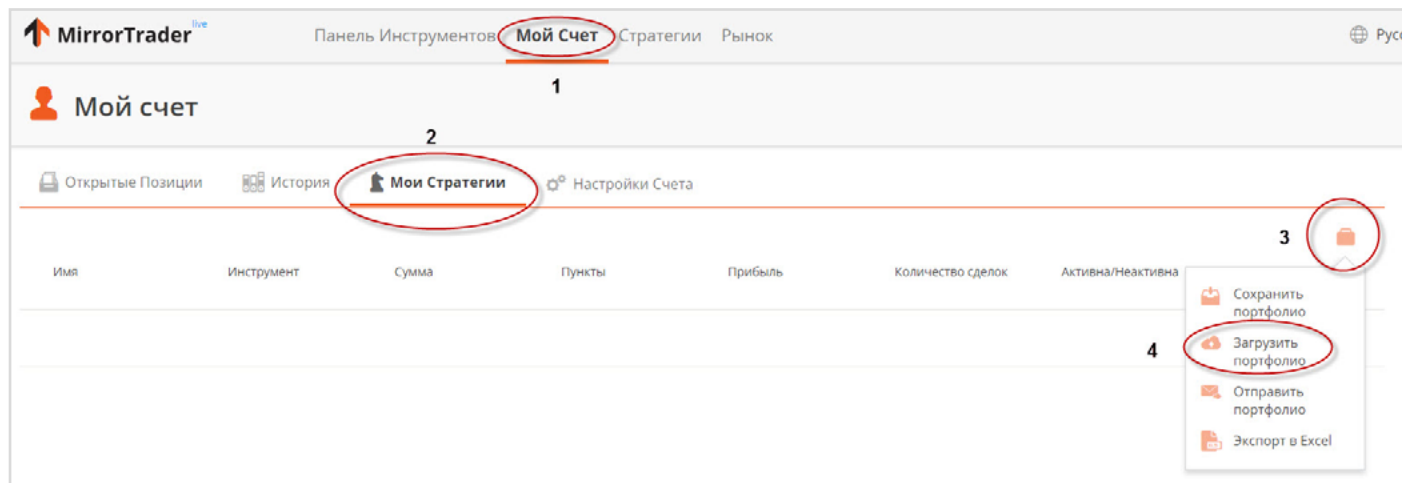 MirrorTrader live Панель Инструментов Мой Счет Стратегии Рынок Русс
1
Мой счет
2
Открытые Позиции История Мои Стратегии Настройки Счета
3
Имя Инструмент Сумма Пункты Прибыль Количество сделок Активна/Неактивна
Сохранить
портфолио
4
Загрузить
портфолио
Отправить
портфолио
Экспорт в Excel